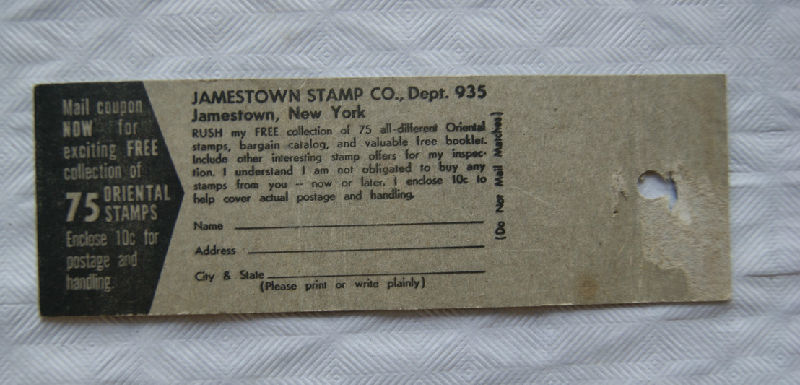 Mail coupon
NOW for
exciting FREE
collection of
75 ORIENTAL
STAMPS
Enclose 10c for
postage and
handling.
JAMESTOWN STAMP CO., Dept. 935
Jamestown, New York
RUSH my FREE collection of 75 all-different Oriental
stamps, bargain catalog, and valuable free booklet.
Include other interesting stamp offers for my inspec-
tion. I understand I am not obligated to buy any
stamps from you -- now or later. I enclose 10c to
help cover actual postage and handling.
Name
Address
City & State
(Please print or write plainly)
(Do Not Mail Matches)